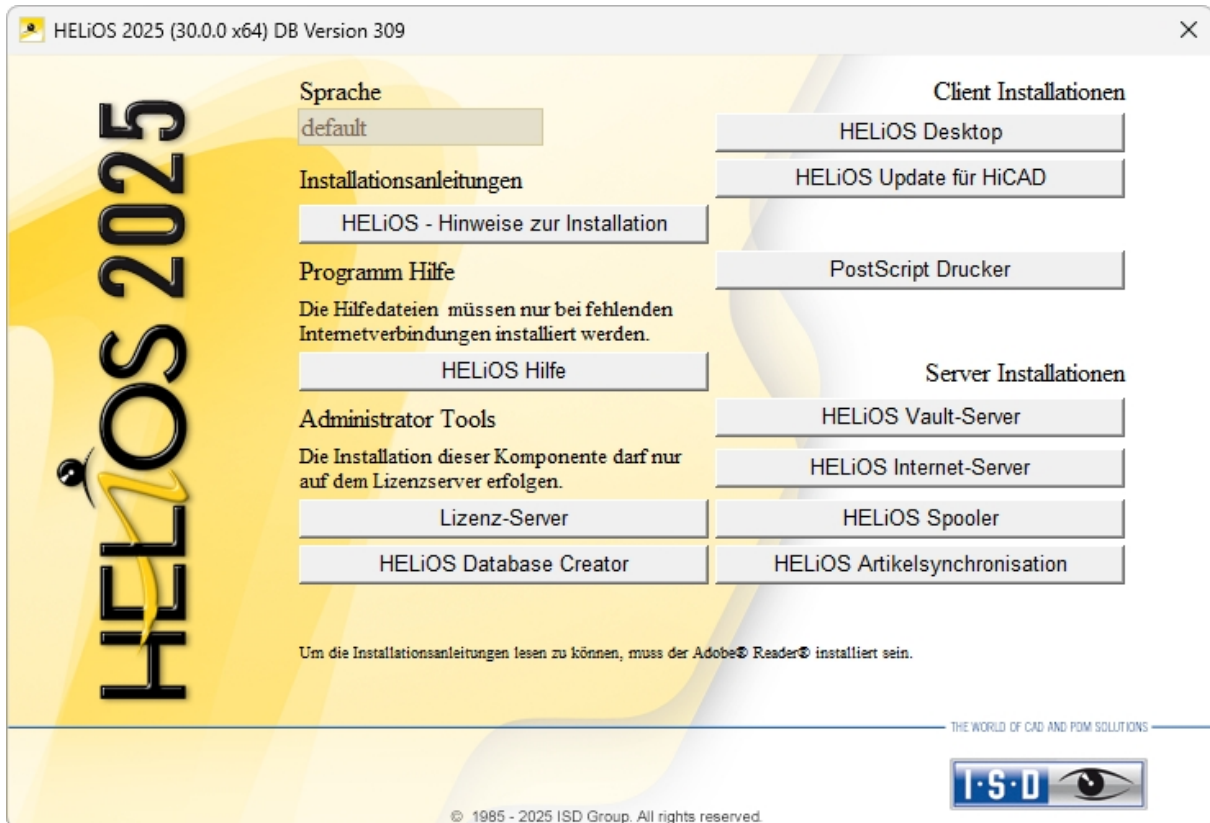 HELiOS 2025 (30.0.0 x64) DB Version 309
HELiOS 2025
Sprache
default
Installationsanleitungen
HELiOS - Hinweise zur Installation
Programm Hilfe
Die Hilfedateien  müssen nur bei fehlenden
Internetverbindungen installiert werden.
HELiOS Hilfe
Administrator Tools
Die Installation dieser Komponente darf nur
auf dem Lizenzserver erfolgen.
Lizenz-Server
HELiOS Database Creator
Client Installationen
HELiOS Desktop
HELiOS Update für HiCAD
PostScript Drucker
Server Installationen
HELiOS Vault-Server
HELiOS Internet-Server
HELiOS Spooler
HELiOS Artikelsynchronisation
Um die Installationsanleitungen lesen zu können, muss der Adobe® Reader® installiert sein.
THE WORLD OF CAD AND PDM SOLUTIONS
I·S·D
© 1985 - 2025 ISD Group. All rights reserved.